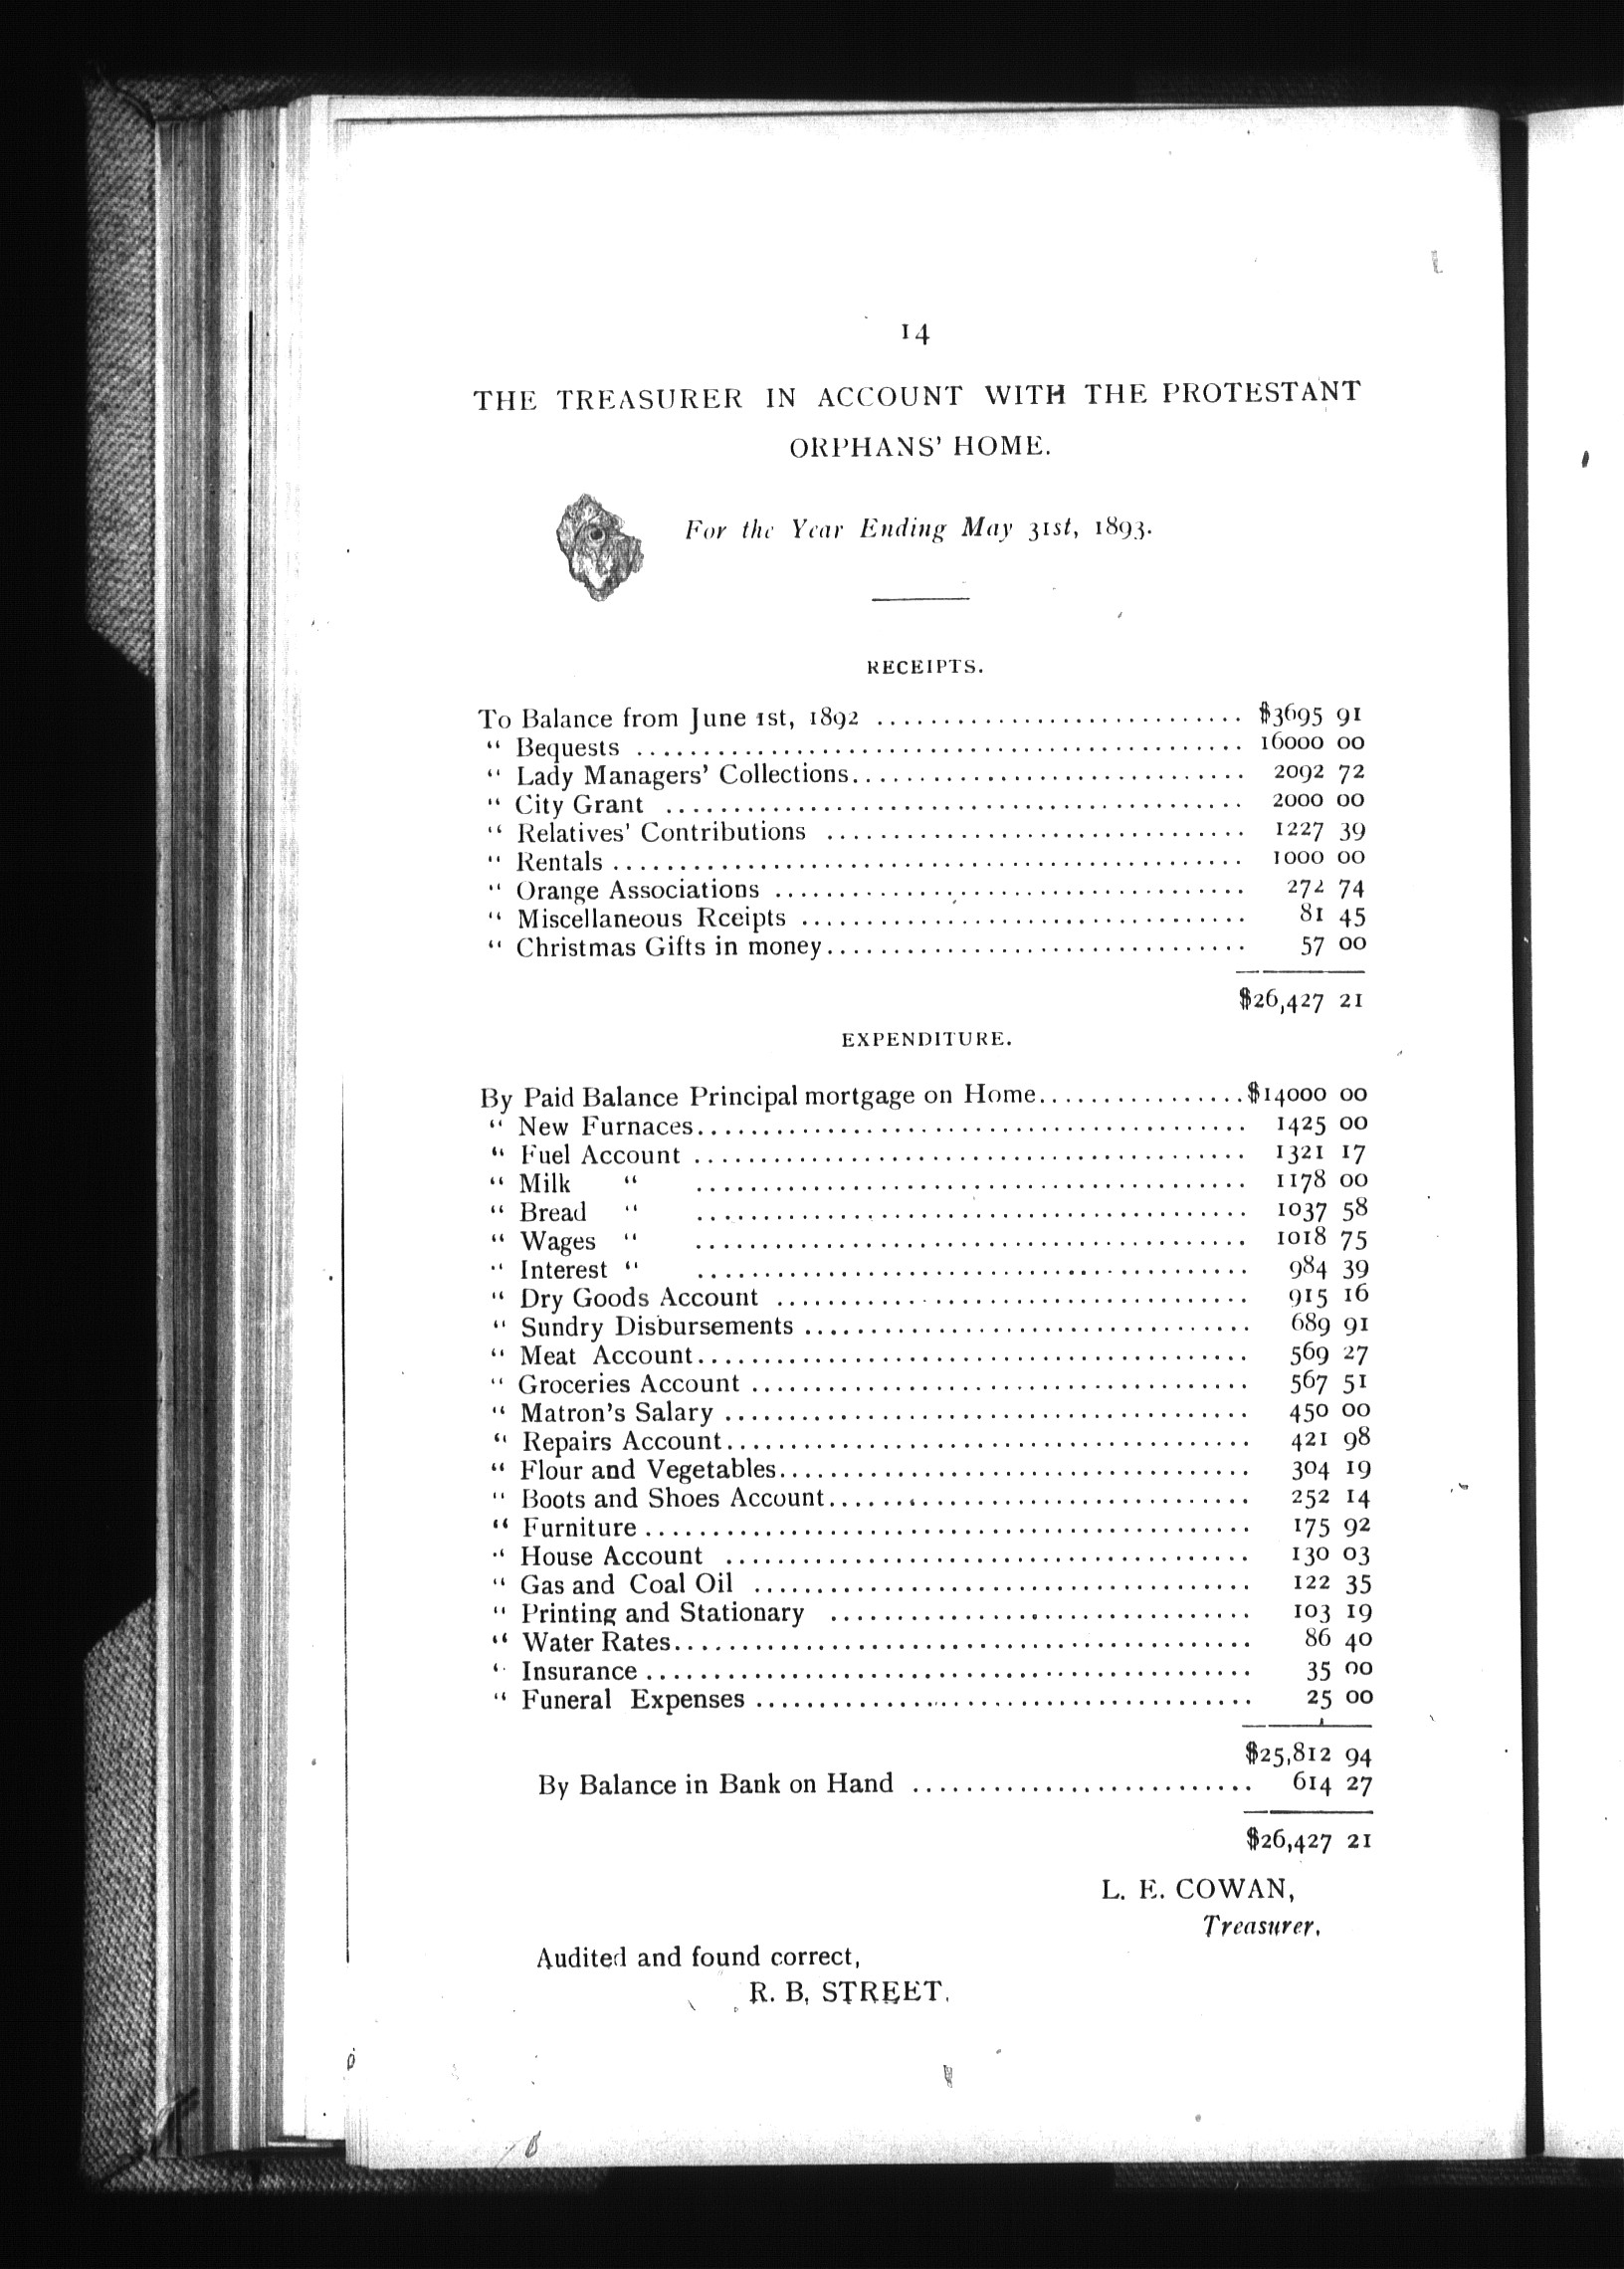 14
THE TREASURER IN ACCOUNT WITH THE PROTESTANT
ORPHANS' HOME.
For the Year Ending May 31st, 1893.
RECEIPTS.
To Balance from June 1st, 1892 ............................ $3695 91
" Bequests .............................................. 16000 00
" Lady Managers' Collections.............................. 2092 72
" City Grant ............................................ 2000 00
" Relatives' Contributions ................................ 1227 39
" Rentals ................................................ 1000 00
" Orange Associations .................................... 272 74
" Miscellaneous Rceipts .................................. 81 45
" Christmas Gifts in money................................ 57 00
$26,427 21
EXPENDITURE.
By Paid Balance Principal mortgage on Home................ $14000 00
" New Furnaces.......................................... 1425 00
" Fuel Account .......................................... 1321 17
" Milk " .......................................... 1178 00
" Bread " .......................................... 1037 58
" Wages " .......................................... 1018 75
" Interest " .......................................... 984 39
" Dry Goods Account .................................... 915 16
" Sundry Disbursements .................................. 689 91
" Meat Account.......................................... 569 27
" Groceries Account ...................................... 567 51
" Matron's Salary ........................................ 450 00
" Repairs Account........................................ 421 98
" Flour and Vegetables.................................... 304 19
" Boots and Shoes Account................................ 252 14
" Furniture .............................................. 175 92
" House Account ........................................ 130 03
" Gas and Coal Oil ...................................... 122 35
" Printing and Stationary ................................ 103 19
" Water Rates............................................ 86 40
" Insurance .............................................. 35 00
" Funeral Expenses ...................................... 25 00
$25,812 94
By Balance in Bank on Hand .......................... 614 27
$26,427 21
L. E. COWAN,
Treasurer.
Audited and found correct,
R. B. STREET.